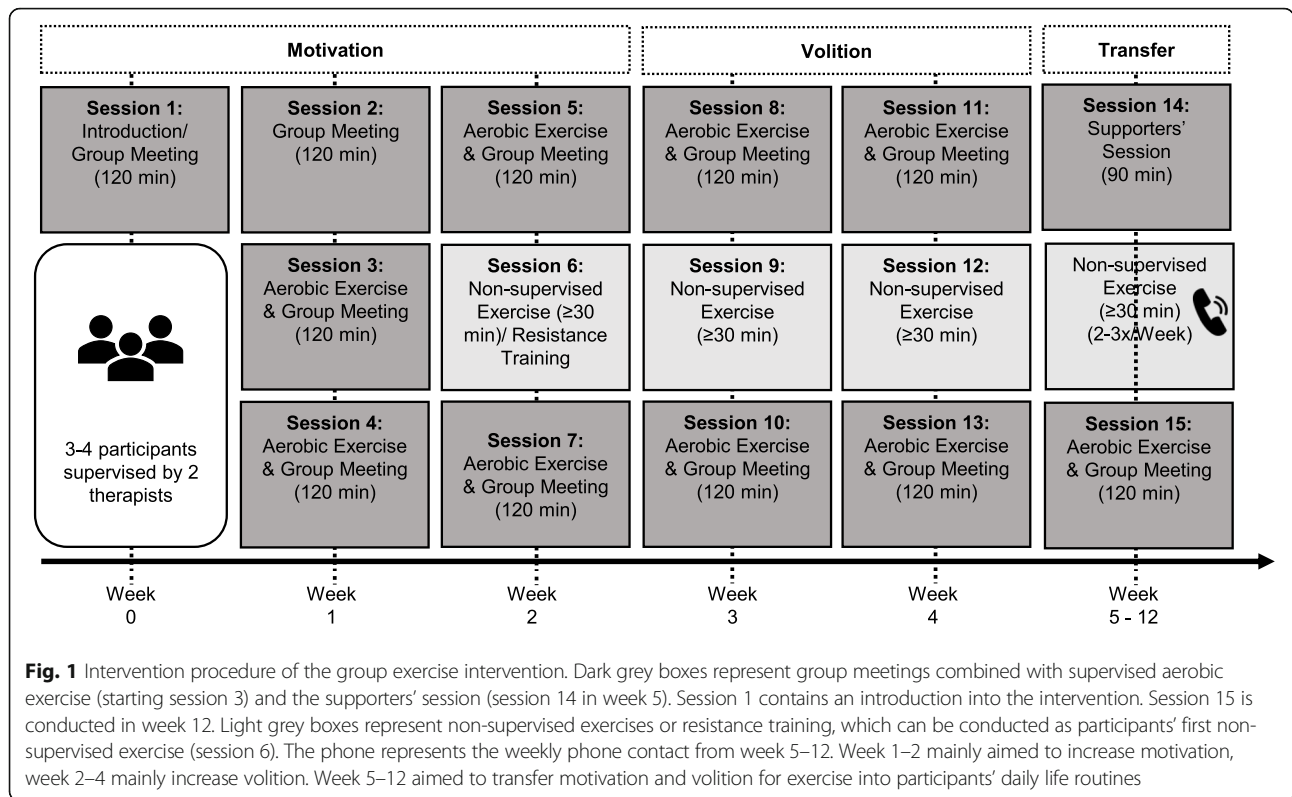 Motivation
Volition
Transfer
Session 1:
Introduction/
Group Meeting
(120 min)
Session 2:
Group Meeting
(120 min)
Session 5:
Aerobic Exercise
& Group Meeting
(120 min)
Session 8:
Aerobic Exercise
& Group Meeting
(120 min)
Session 11:
Aerobic Exercise
& Group Meeting
(120 min)
Session 14:
Supporters'
Session
(90 min)
3-4 participants
supervised by 2
therapists
Session 3:
Aerobic Exercise
& Group Meeting
(120 min)
Session 6:
Non-supervised
Exercise (≥30
min)/ Resistance
Training
Session 9:
Non-supervised
Exercise
(≥30 min)
Session 12:
Non-supervised
Exercise
(≥30 min)
Non-supervised
Exercise
(≥30 min)
(2-3x/Week)
Session 4:
Aerobic Exercise
& Group Meeting
(120 min)
Session 7:
Aerobic Exercise
& Group Meeting
(120 min)
Session 10:
Aerobic Exercise
& Group Meeting
(120 min)
Session 13:
Aerobic Exercise
& Group Meeting
(120 min)
Session 15:
Aerobic Exercise
& Group Meeting
(120 min)
Week
0
Week
1
Week
2
Week
3
Week
4
Week
5 - 12
Fig. 1 Intervention procedure of the group exercise intervention. Dark grey boxes represent group meetings combined with supervised aerobic
exercise (starting session 3) and the supporters' session (session 14 in week 5). Session 1 contains an introduction into the intervention. Session 15 is
conducted in week 12. Light grey boxes represent non-supervised exercises or resistance training, which can be conducted as participants' first non-
supervised exercise (session 6). The phone represents the weekly phone contact from week 5–12. Week 1–2 mainly aimed to increase motivation,
week 2–4 mainly increase volition. Week 5–12 aimed to transfer motivation and volition for exercise into participants' daily life routines